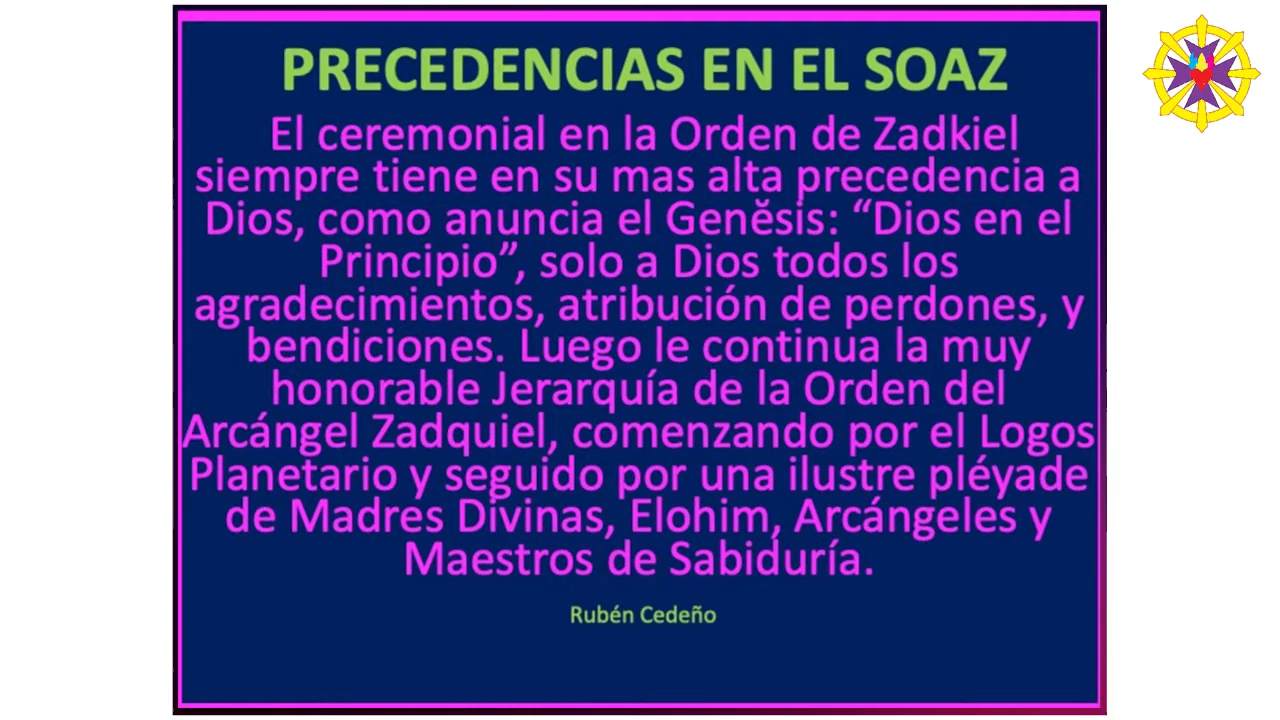 PRECEDENCIAS EN EL SOAZ
El ceremonial en la Orden de Zadkiel
siempre tiene en su mas alta precedencia a
Dios, como anuncia el Genĕsis: “Dios en el
Principio”, solo a Dios todos los
agradecimientos, atribución de perdones, y
bendiciones. Luego le continua la muy
honorable Jerarquía de la Orden del
Arcángel Zadquiel, comenzando por el Logos
Planetario y seguido por una ilustre pléyade
de Madres Divinas, Elohim, Arcángeles y
Maestros de Sabiduría.
Rubén Cedeño